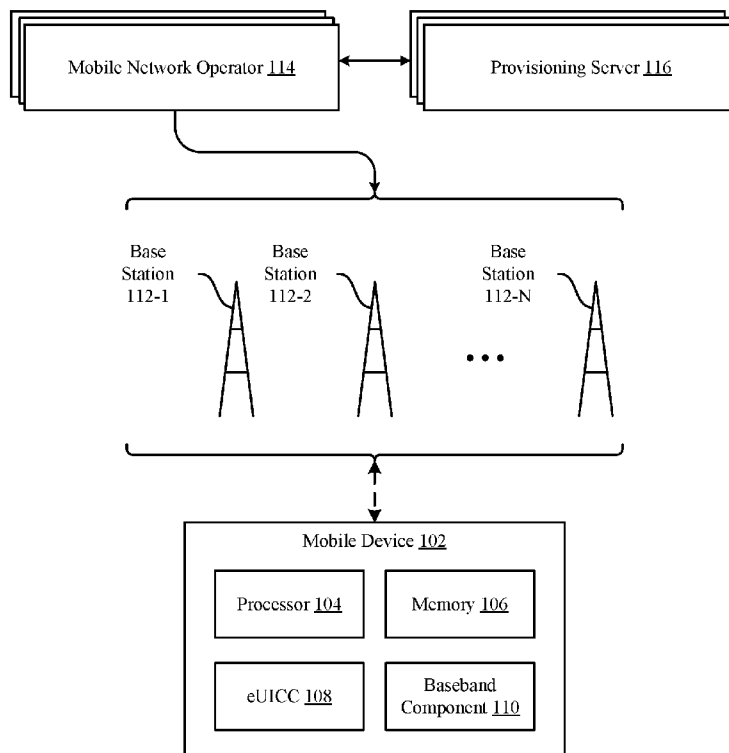 Mobile Network Operator 114
Provisioning Server 116
Base
Station
112-1
Base
Station
112-2
Base
Station
112-N
Mobile Device 102
Processor 104
Memory 106
eUICC 108
Baseband
Component 110